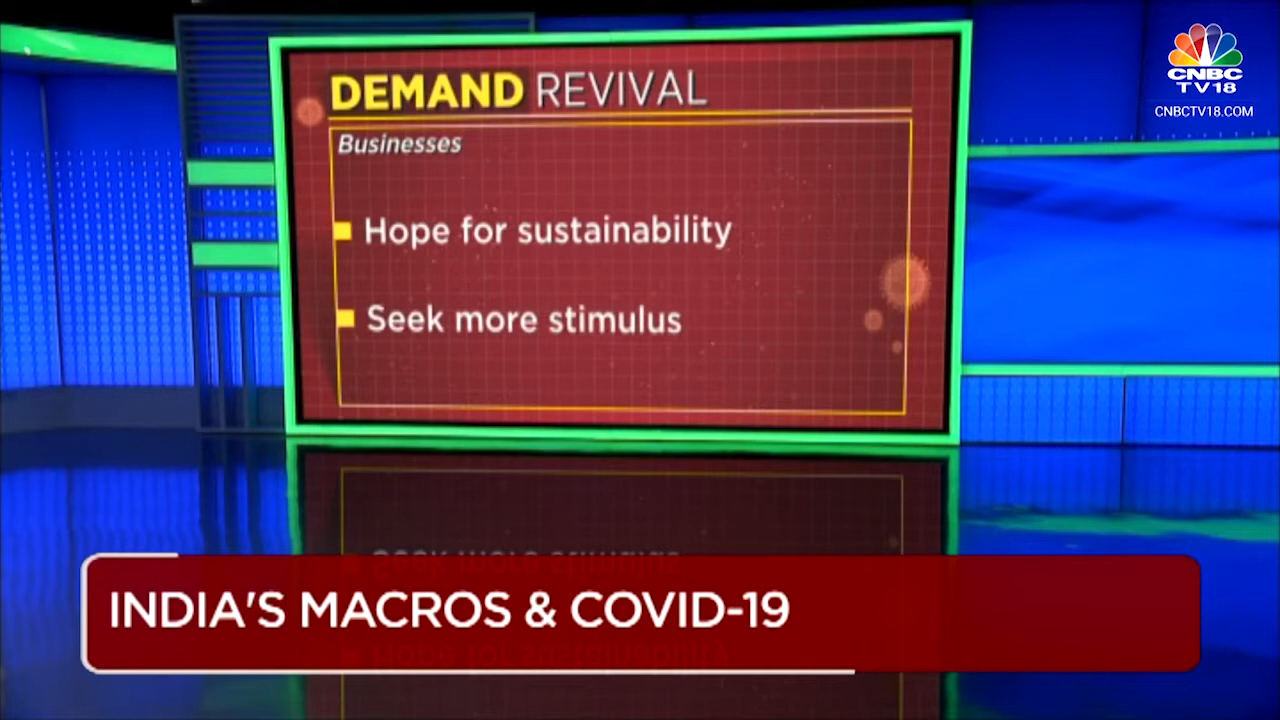 DEMAND REVIVAL
Businesses
Hope for sustainability
Seek more stimulus
CNBC
TV18
CNBCTV18.COM
INDIA'S MACROS & COVID-19